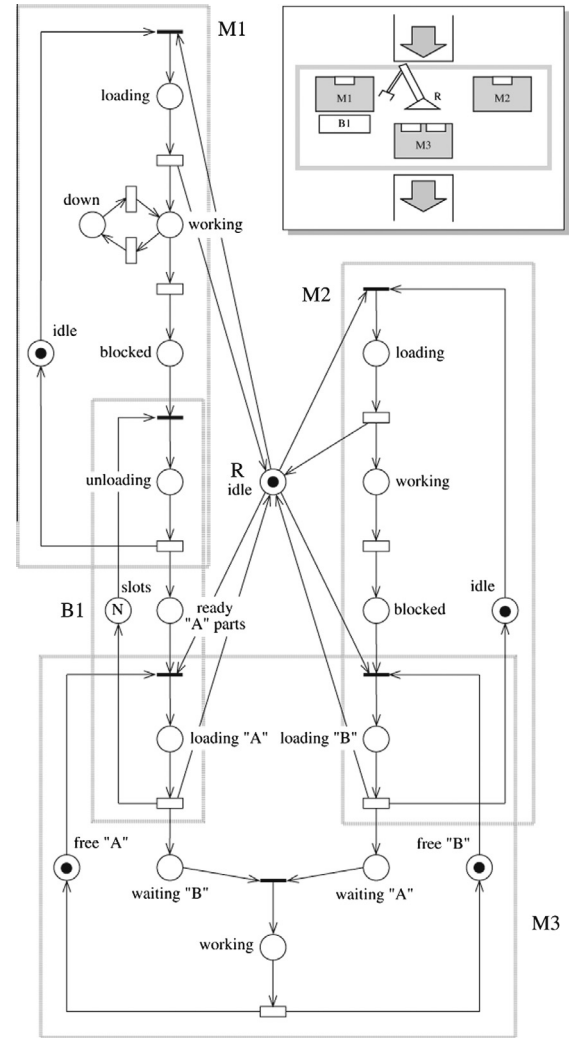 M1
loading
down
working
idle
blocked
unloading
slots
B1
N
ready
"A" parts
R
idle
M1
R
M2
B1
M3
M2
loading
working
idle
blocked
loading "A"
loading "B"
free "A"
free "B"
waiting "B"
waiting "A"
M3
working